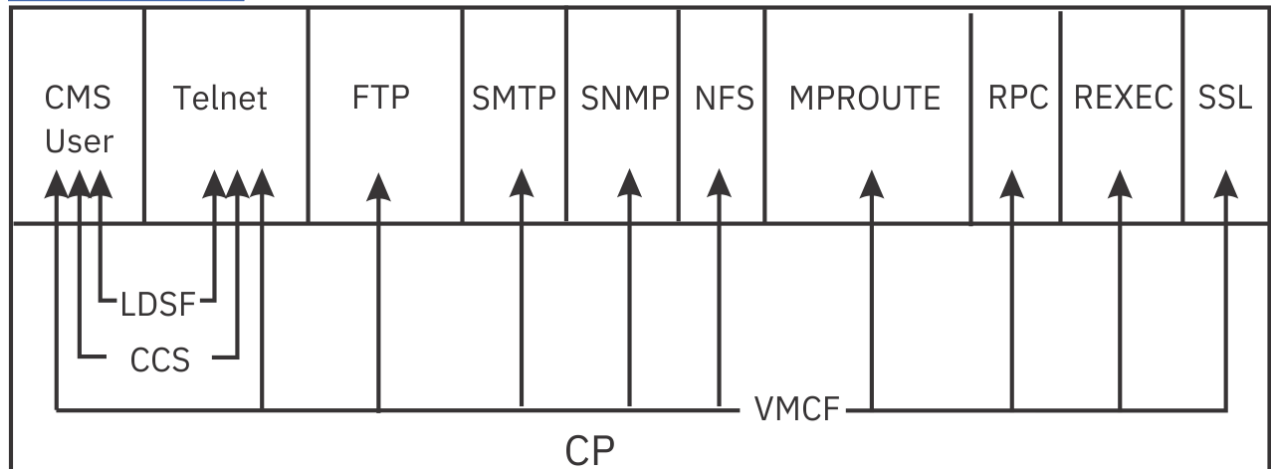 CMS
User
Telnet
FTP
SMTP
SNMP
NFS
MPROUTE
RPC
REXEC
SSL
LDSF
CCS
VMCF
CP